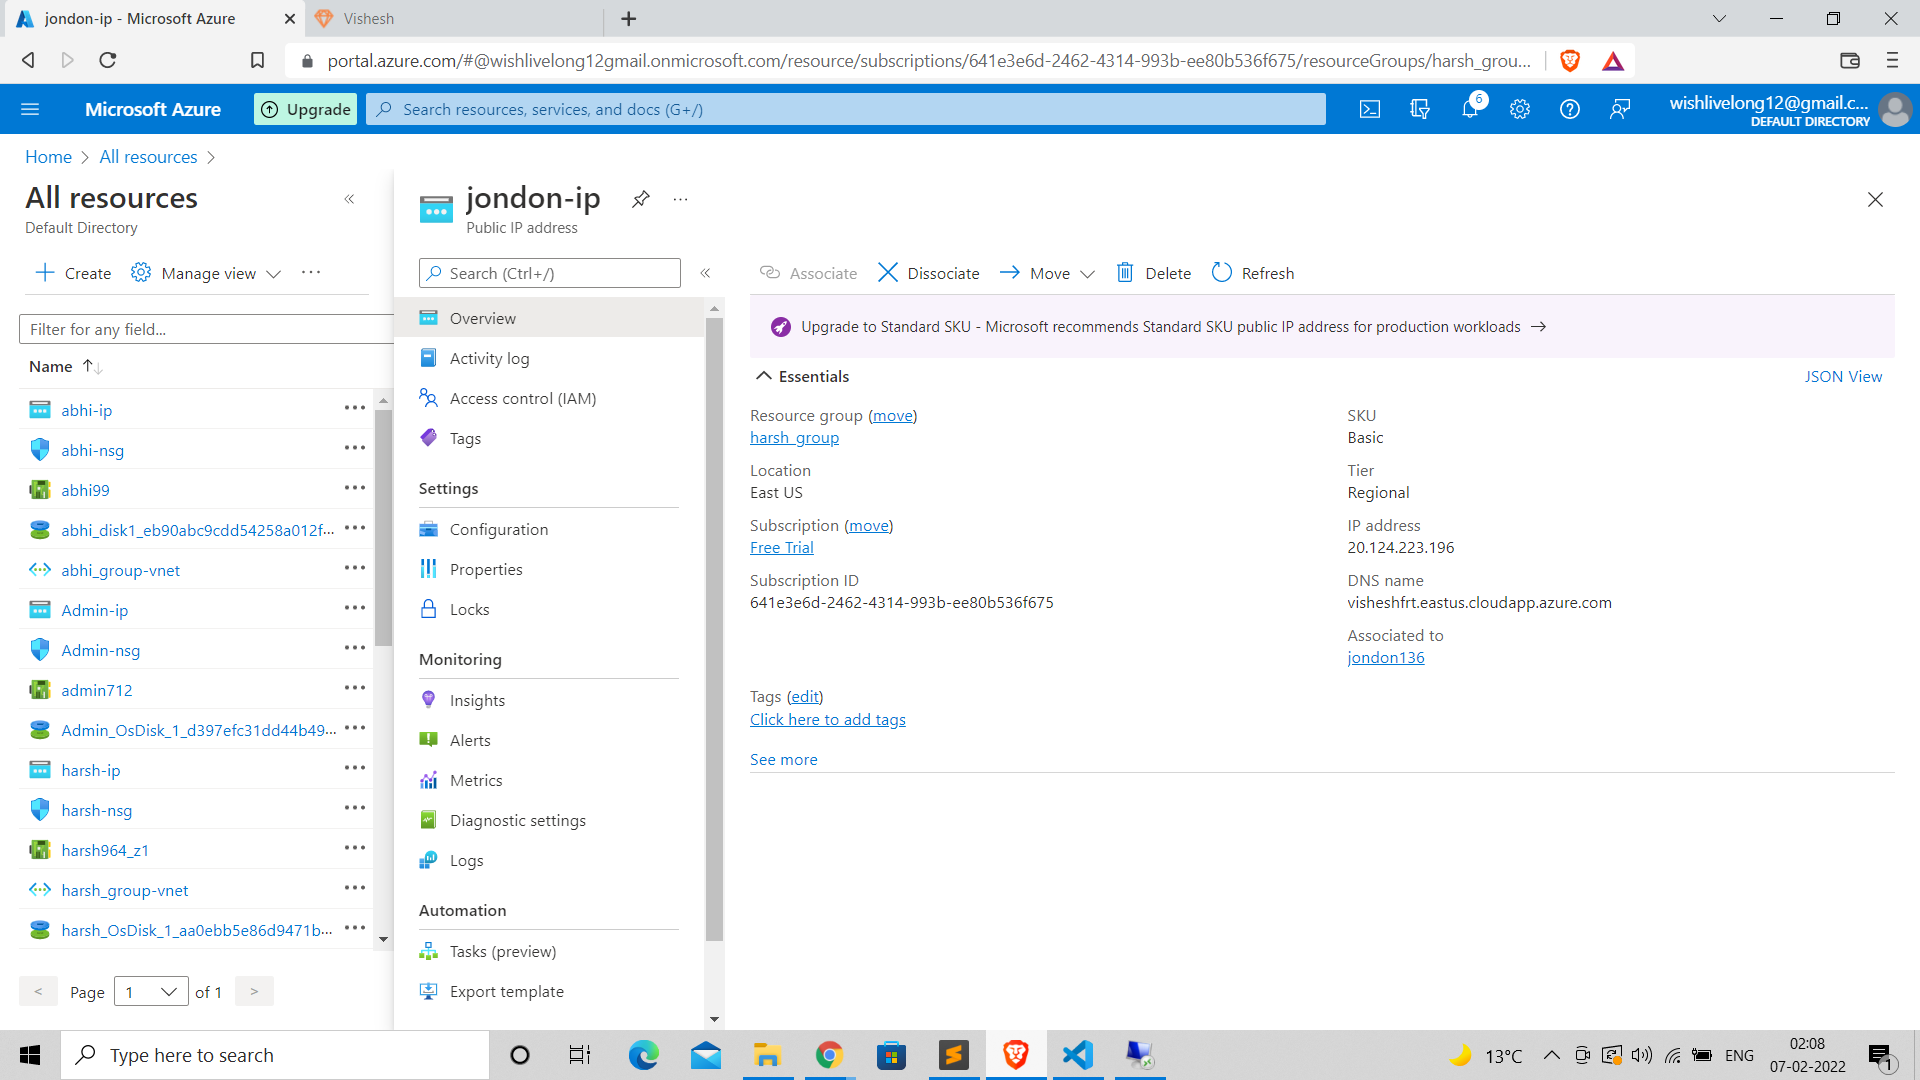 jondon-ip - Microsoft Azure
Vishesh
portal.azure.com/#@wishlivelong12gmail.onmicrosoft.com/resource/subscriptions/641e3e6d-2462-4314-993b-ee80b536f675/resourceGroups/harsh_grou...
Microsoft Azure
Upgrade
Search resources, services, and docs (G+/)
6
wishlivelong12@gmail.c...
DEFAULT DIRECTORY
Home
All resources
All resources
Default Directory
Create
Manage view
Filter for any field...
Name
abhi-ip
abhi-nsg
abhi99
abhi_disk1_eb90abc9cdd54258a012f...
abhi_group-vnet
Admin-ip
Admin-nsg
admin712
Admin_OsDisk_1_d397efc31dd44b49...
harsh-ip
harsh-nsg
harsh964_z1
harsh_group-vnet
harsh_OsDisk_1_aa0ebb5e86d9471b...
< Page 1 of 1 >
jondon-ip
Public IP address
Search (Ctrl+/)
Overview
Activity log
Access control (IAM)
Tags
Settings
Configuration
Properties
Locks
Monitoring
Insights
Alerts
Metrics
Diagnostic settings
Logs
Automation
Tasks (preview)
Export template
Associate
Dissociate
Move
Delete
Refresh
Upgrade to Standard SKU - Microsoft recommends Standard SKU public IP address for production workloads
Essentials
JSON View
Resource group (move)
harsh_group
Location
East US
Subscription (move)
Free Trial
Subscription ID
641e3e6d-2462-4314-993b-ee80b536f675
SKU
Basic
Tier
Regional
IP address
20.124.223.196
DNS name
visheshfrt.eastus.cloudapp.azure.com
Associated to
jondon136
Tags (edit)
Click here to add tags
See more
Type here to search
13°C
ENG
02:08
07-02-2022
1